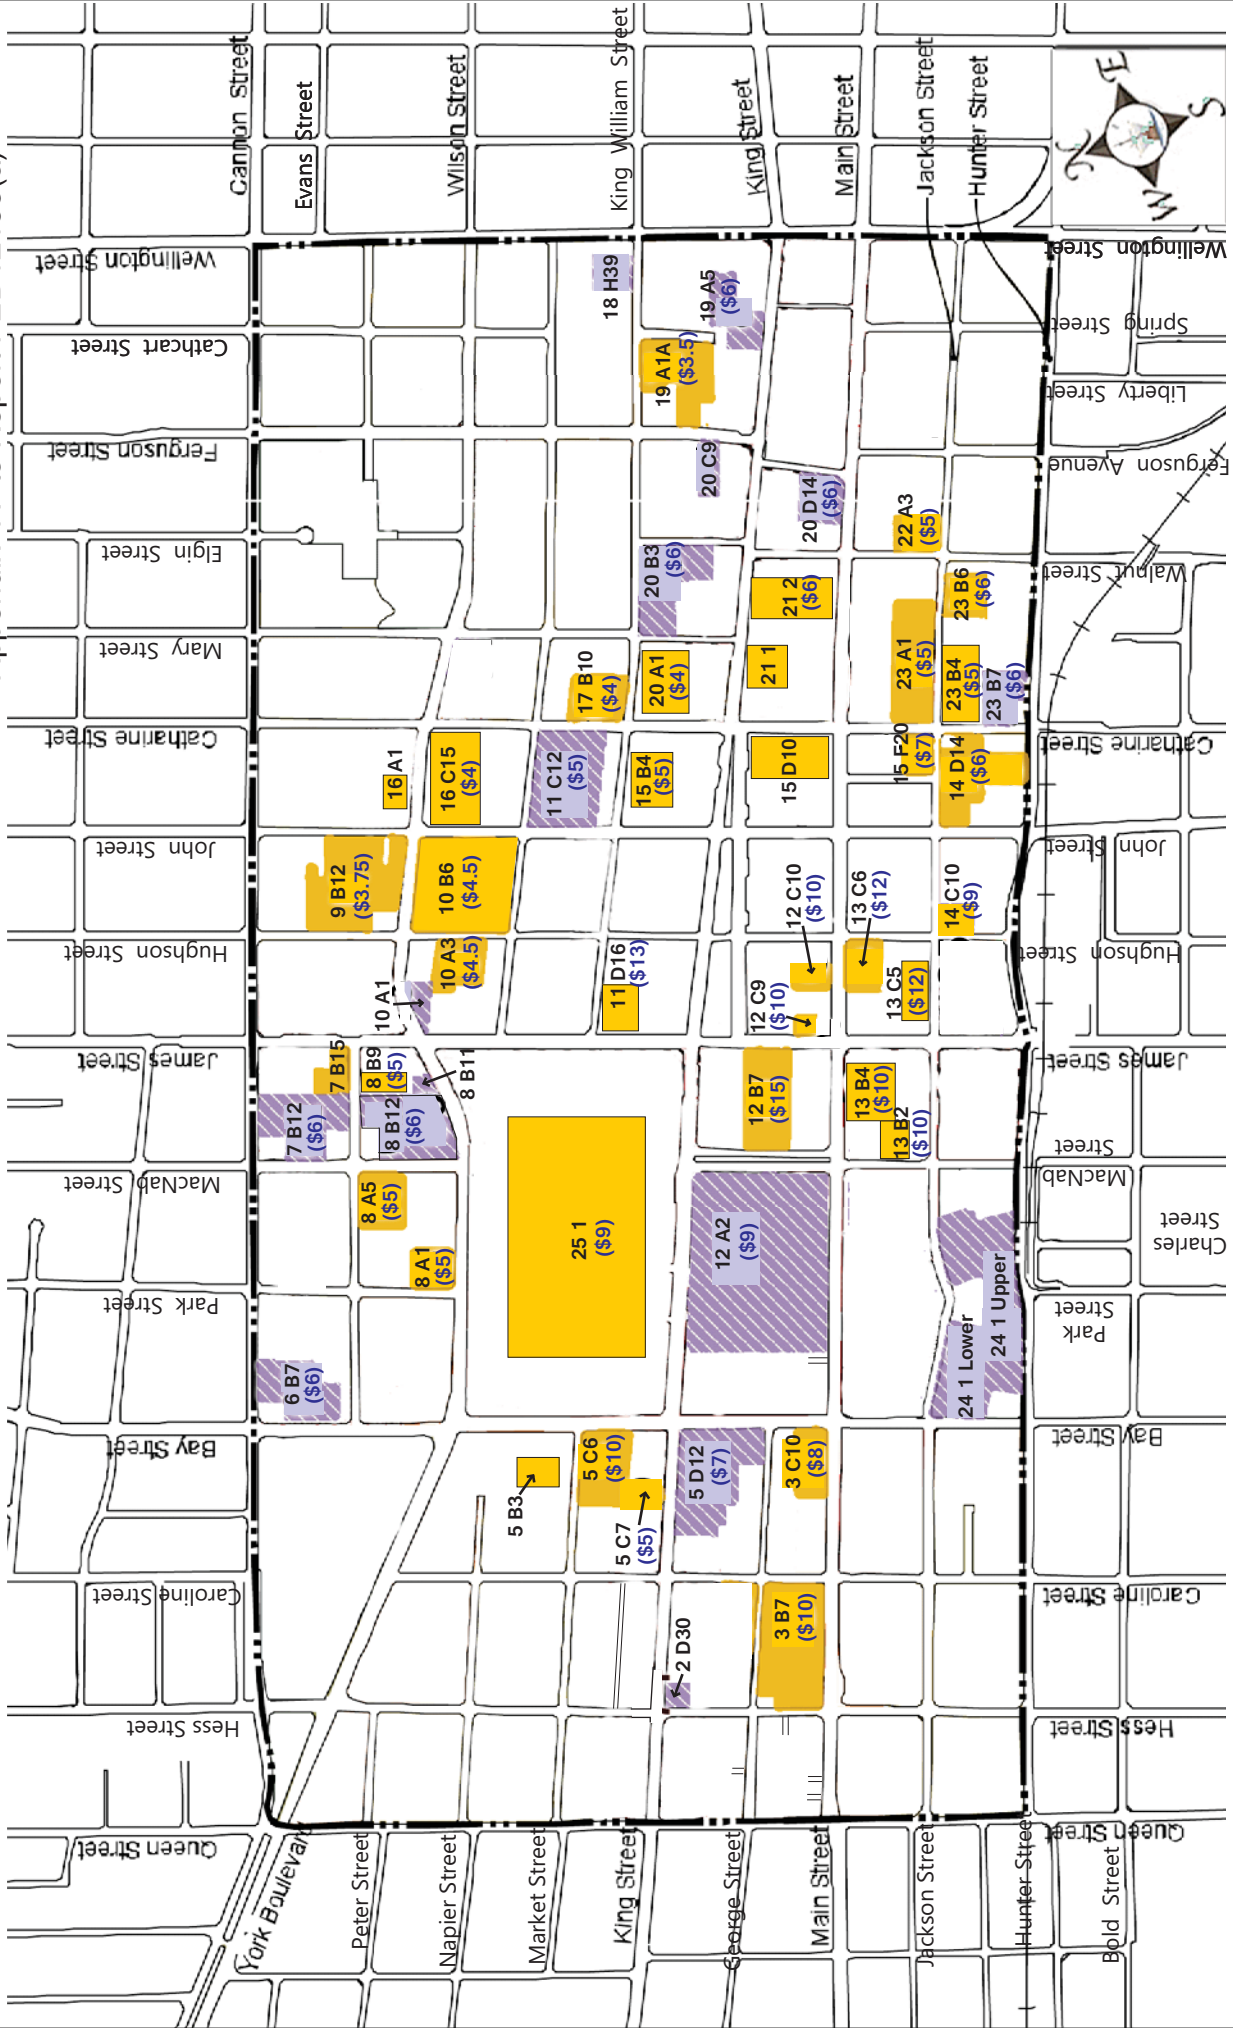 Cannon Street
Evans Street
Wilson Street
King William Street
King Street
Main Street
Jackson Street
Hunter Street
N
E
S
W
Wellington Street
Cathcart Street
Ferguson Street
Elgin Street
Mary Street
Catharine Street
John Street
Hughson Street
James Street
MacNab Street
Park Street
Bay Street
Caroline Street
Hess Street
Queen Street
Wellington Street
Spring Street
Liberty Street
Ferguson Avenue
Walnut Street
Catharine Street
John Street
Hughson Street
James Street
MacNab Street
Charles Street
Park Street
Bay Street
Caroline Street
Hess Street
Queen Street
York Boulevard
Peter Street
Napier Street
Market Street
King Street
George Street
Main Street
Jackson Street
Hunter Street
Bold Street
18 H39
19 A5
($6)
19 A1A
($3.5)
20 C9
20 D14
($6)
22 A3
($5)
20 B3
($6)
21 2
($6)
23 B6
($6)
17 B10
($4)
20 A1
($4)
21 1
23 A1
($5)
23 B4
($5)
23 B7
($6)
16 A1
16 C15
($4)
11 C12
($5)
15 B4
($5)
15 D10
15 F20
($7)
14 D14
($6)
9 B12
($3.75)
10 B6
($4.5)
12 C10
($10)
13 C6
($12)
14 C10
($9)
10 A1
10 A3
($4.5)
11 D16
($13)
12 C9
($10)
13 C5
($12)
7 B15
7 B12
($6)
8 B9
($5)
8 B12
($6)
8 B11
12 B7
($15)
13 B4
($10)
13 B2
($10)
8 A5
($5)
8 A1
($5)
25 1
($9)
12 A2
($9)
24 1 Lower
24 1 Upper
6 B7
($6)
5 B3
5 C6
($10)
5 C7
($5)
5 D12
($7)
3 C10
($8)
2 D30
3 B7
($10)